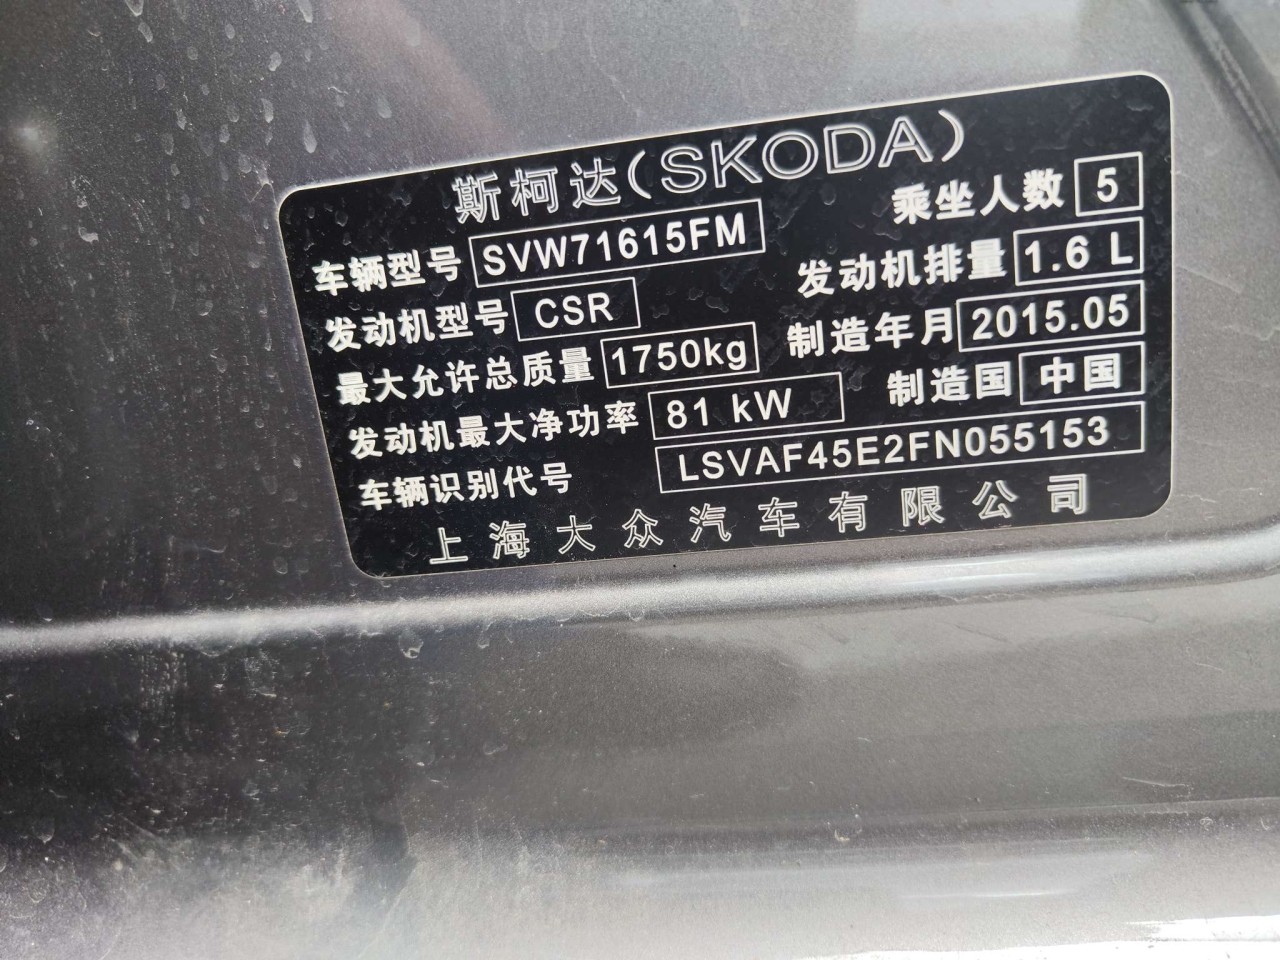 斯柯达(SKODA)
车辆型号 SVW71615FM 乘坐人数 5
发动机型号 CSR 发动机排量 1.6 L
最大允许总质量 1750kg 制造年月 2015.05
发动机最大净功率 81 kW 制造国 中国
车辆识别代号 LSVAF45E2FN055153
上海大众汽车有限公司